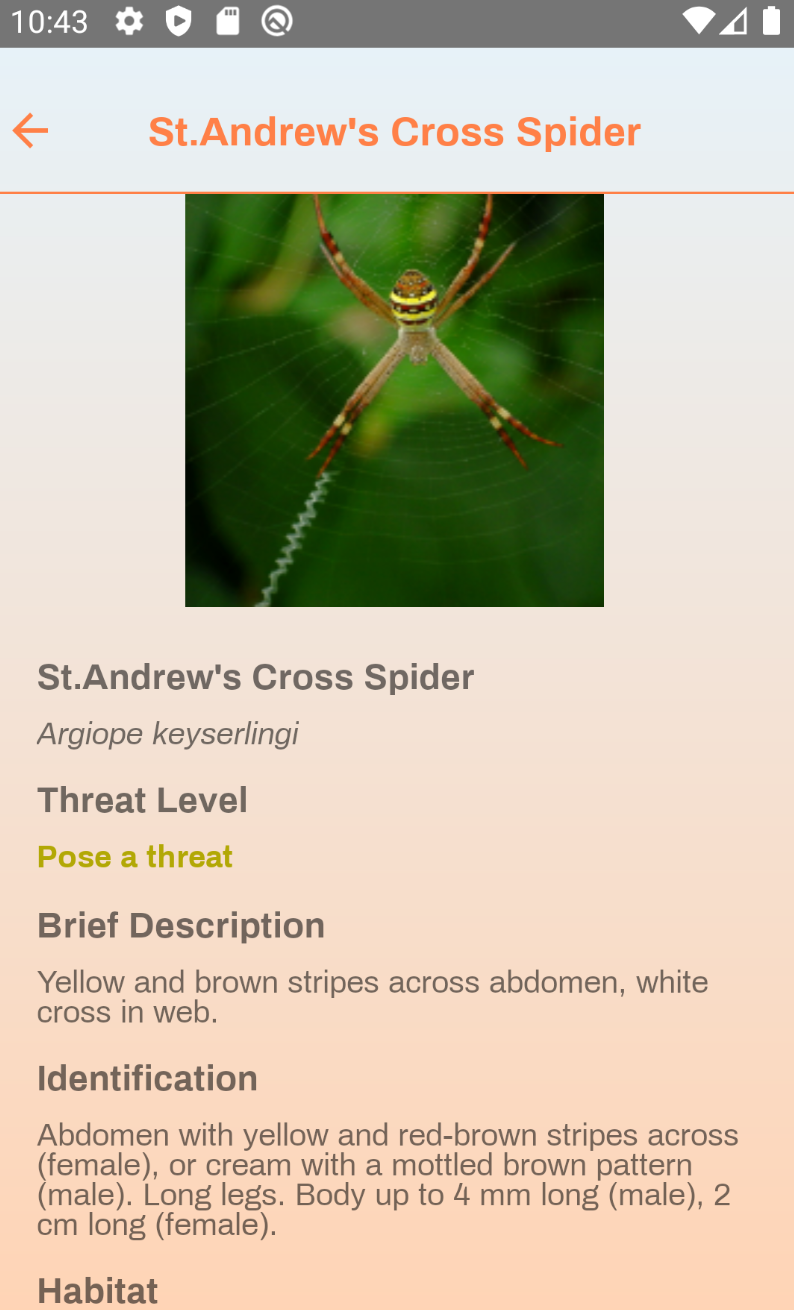 10:43
St.Andrew's Cross Spider
St.Andrew's Cross Spider
Argiope keyserlingi
Threat Level
Pose a threat
Brief Description
Yellow and brown stripes across abdomen, white
cross in web.
Identification
Abdomen with yellow and red-brown stripes across
(female), or cream with a mottled brown pattern
(male). Long legs. Body up to 4 mm long (male), 2
cm long (female).
Habitat